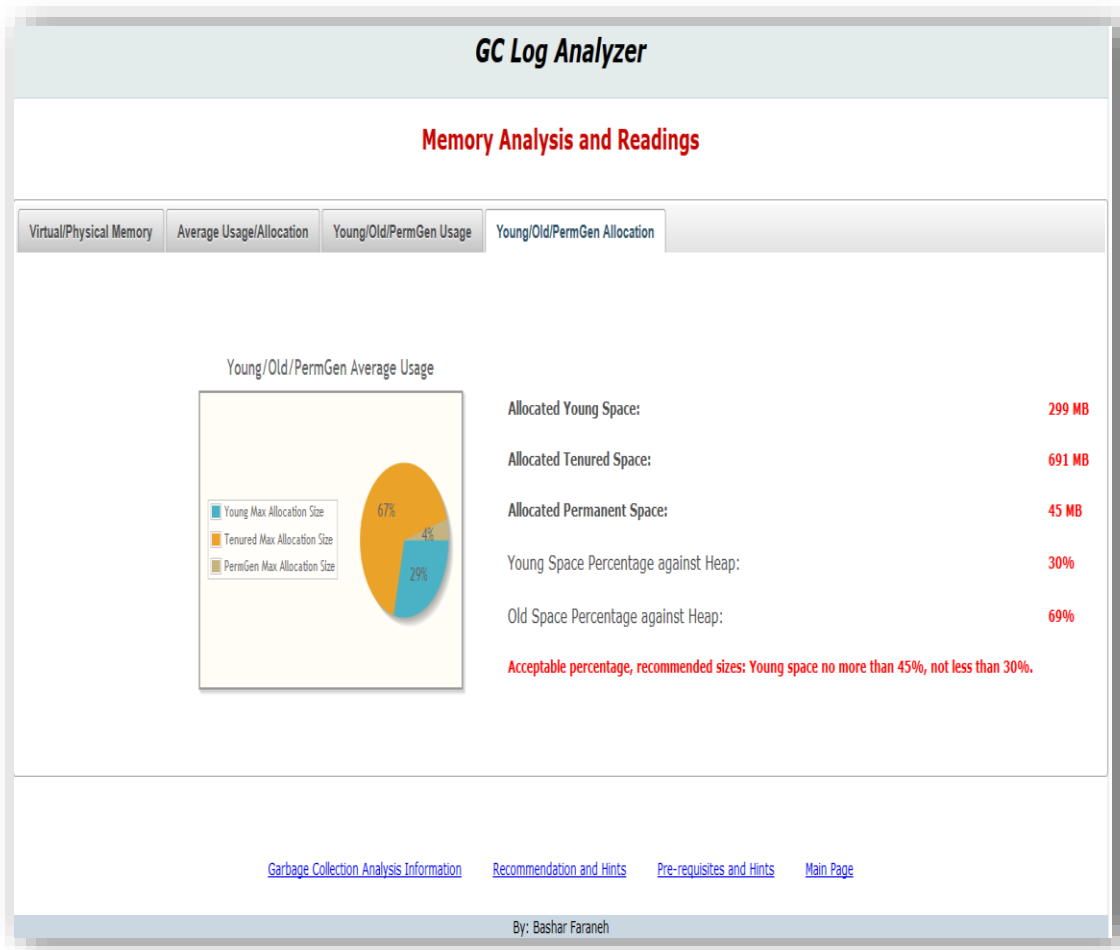 GC Log Analyzer
Memory Analysis and Readings
Virtual/Physical Memory
Average Usage/Allocation
Young/Old/PermGen Usage
Young/Old/PermGen Allocation
Young/Old/PermGen Average Usage
Young Max Allocation Size
Tenured Max Allocation Size
PermGen Max Allocation Size
67%
4%
29%
Allocated Young Space: 299 MB
Allocated Tenured Space: 691 MB
Allocated Permanent Space: 45 MB
Young Space Percentage against Heap: 30%
Old Space Percentage against Heap: 69%
Acceptable percentage, recommended sizes: Young space no more than 45%, not less than 30%.
Garbage Collection Analysis Information
Recommendation and Hints
Pre-requisites and Hints
Main Page
By: Bashar Faraneh